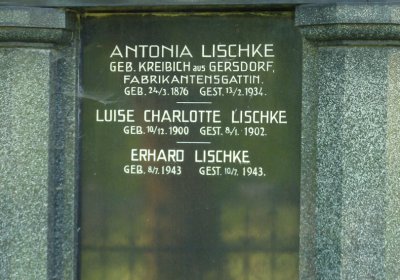 ANTONIA LISCHKE
GEB. KREIBICH aus GERSDORF,
FABRIKANTENSGATTIN.
GEB. 24/3. 1876 GEST. 13/2. 1934.
LUISE CHARLOTTE LISCHKE
GEB. 10/12. 1900 GEST. 8/1. 1902.
ERHARD LISCHKE
GEB. 8/7. 1943 GEST. 10/7. 1943.